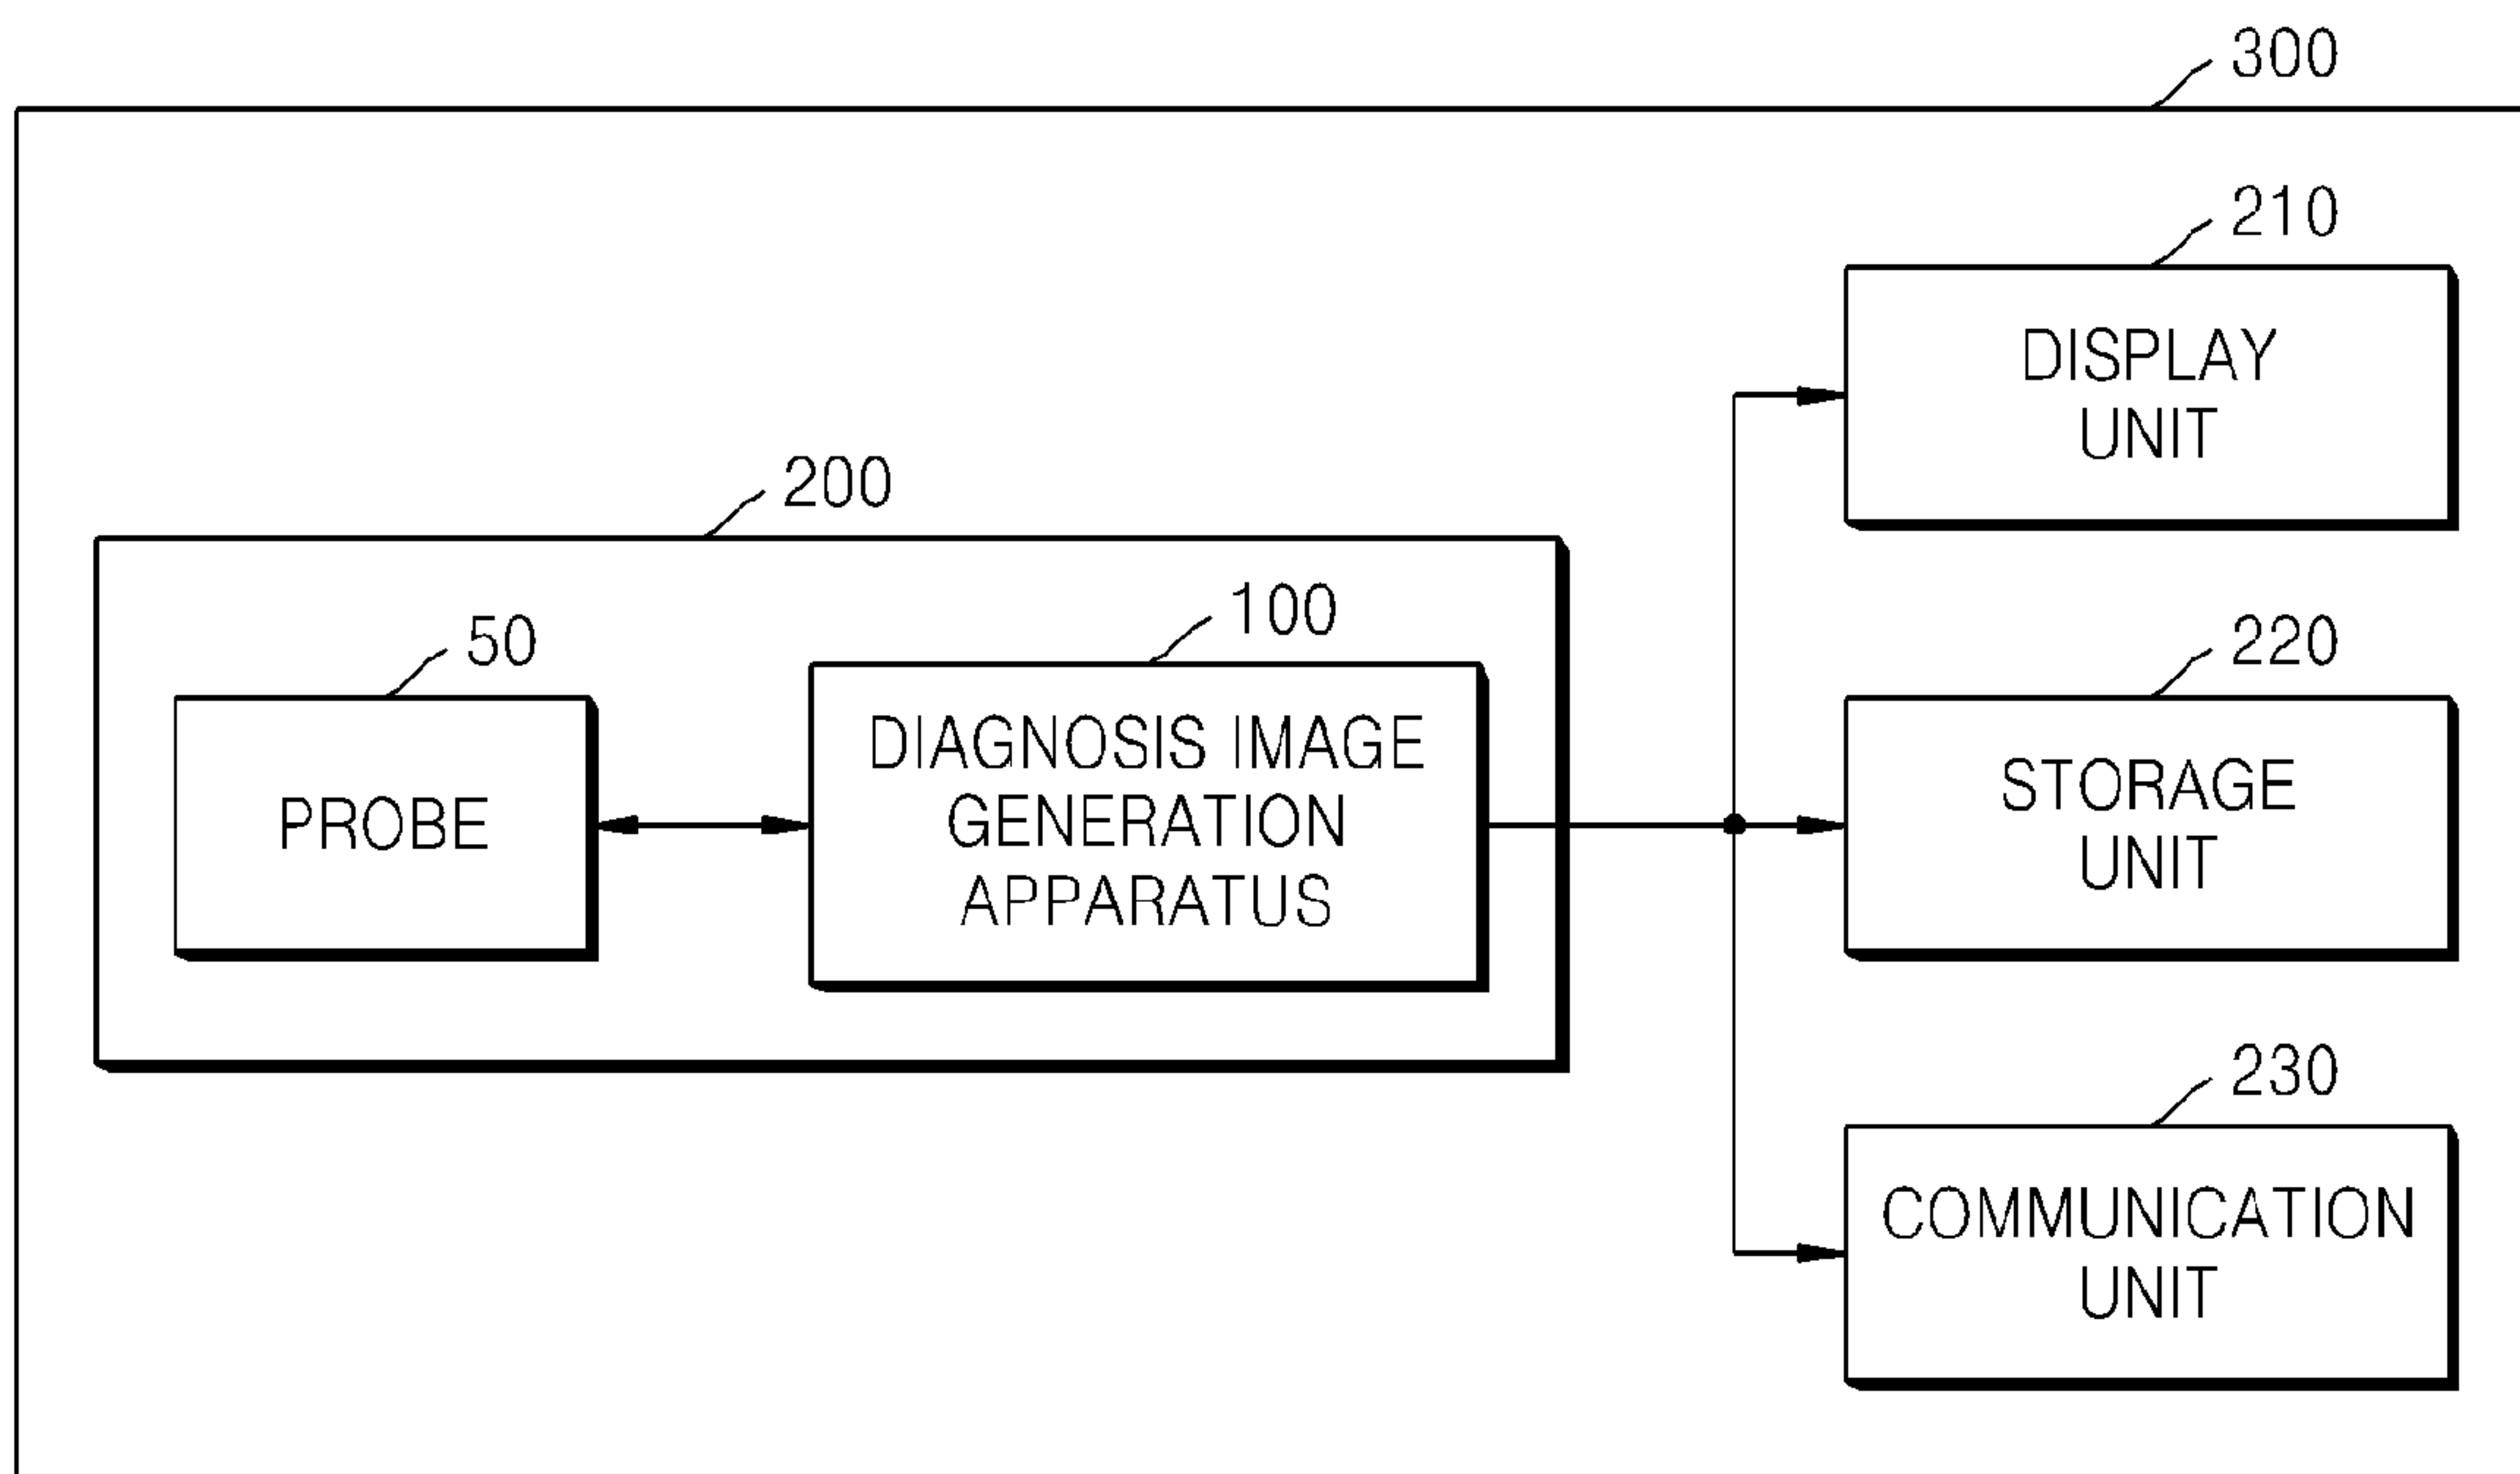 300
210
DISPLAY
UNIT
200
50
100
220
PROBE
DIAGNOSIS IMAGE
GENERATION
APPARATUS
STORAGE
UNIT
230
COMMUNICATION
UNIT